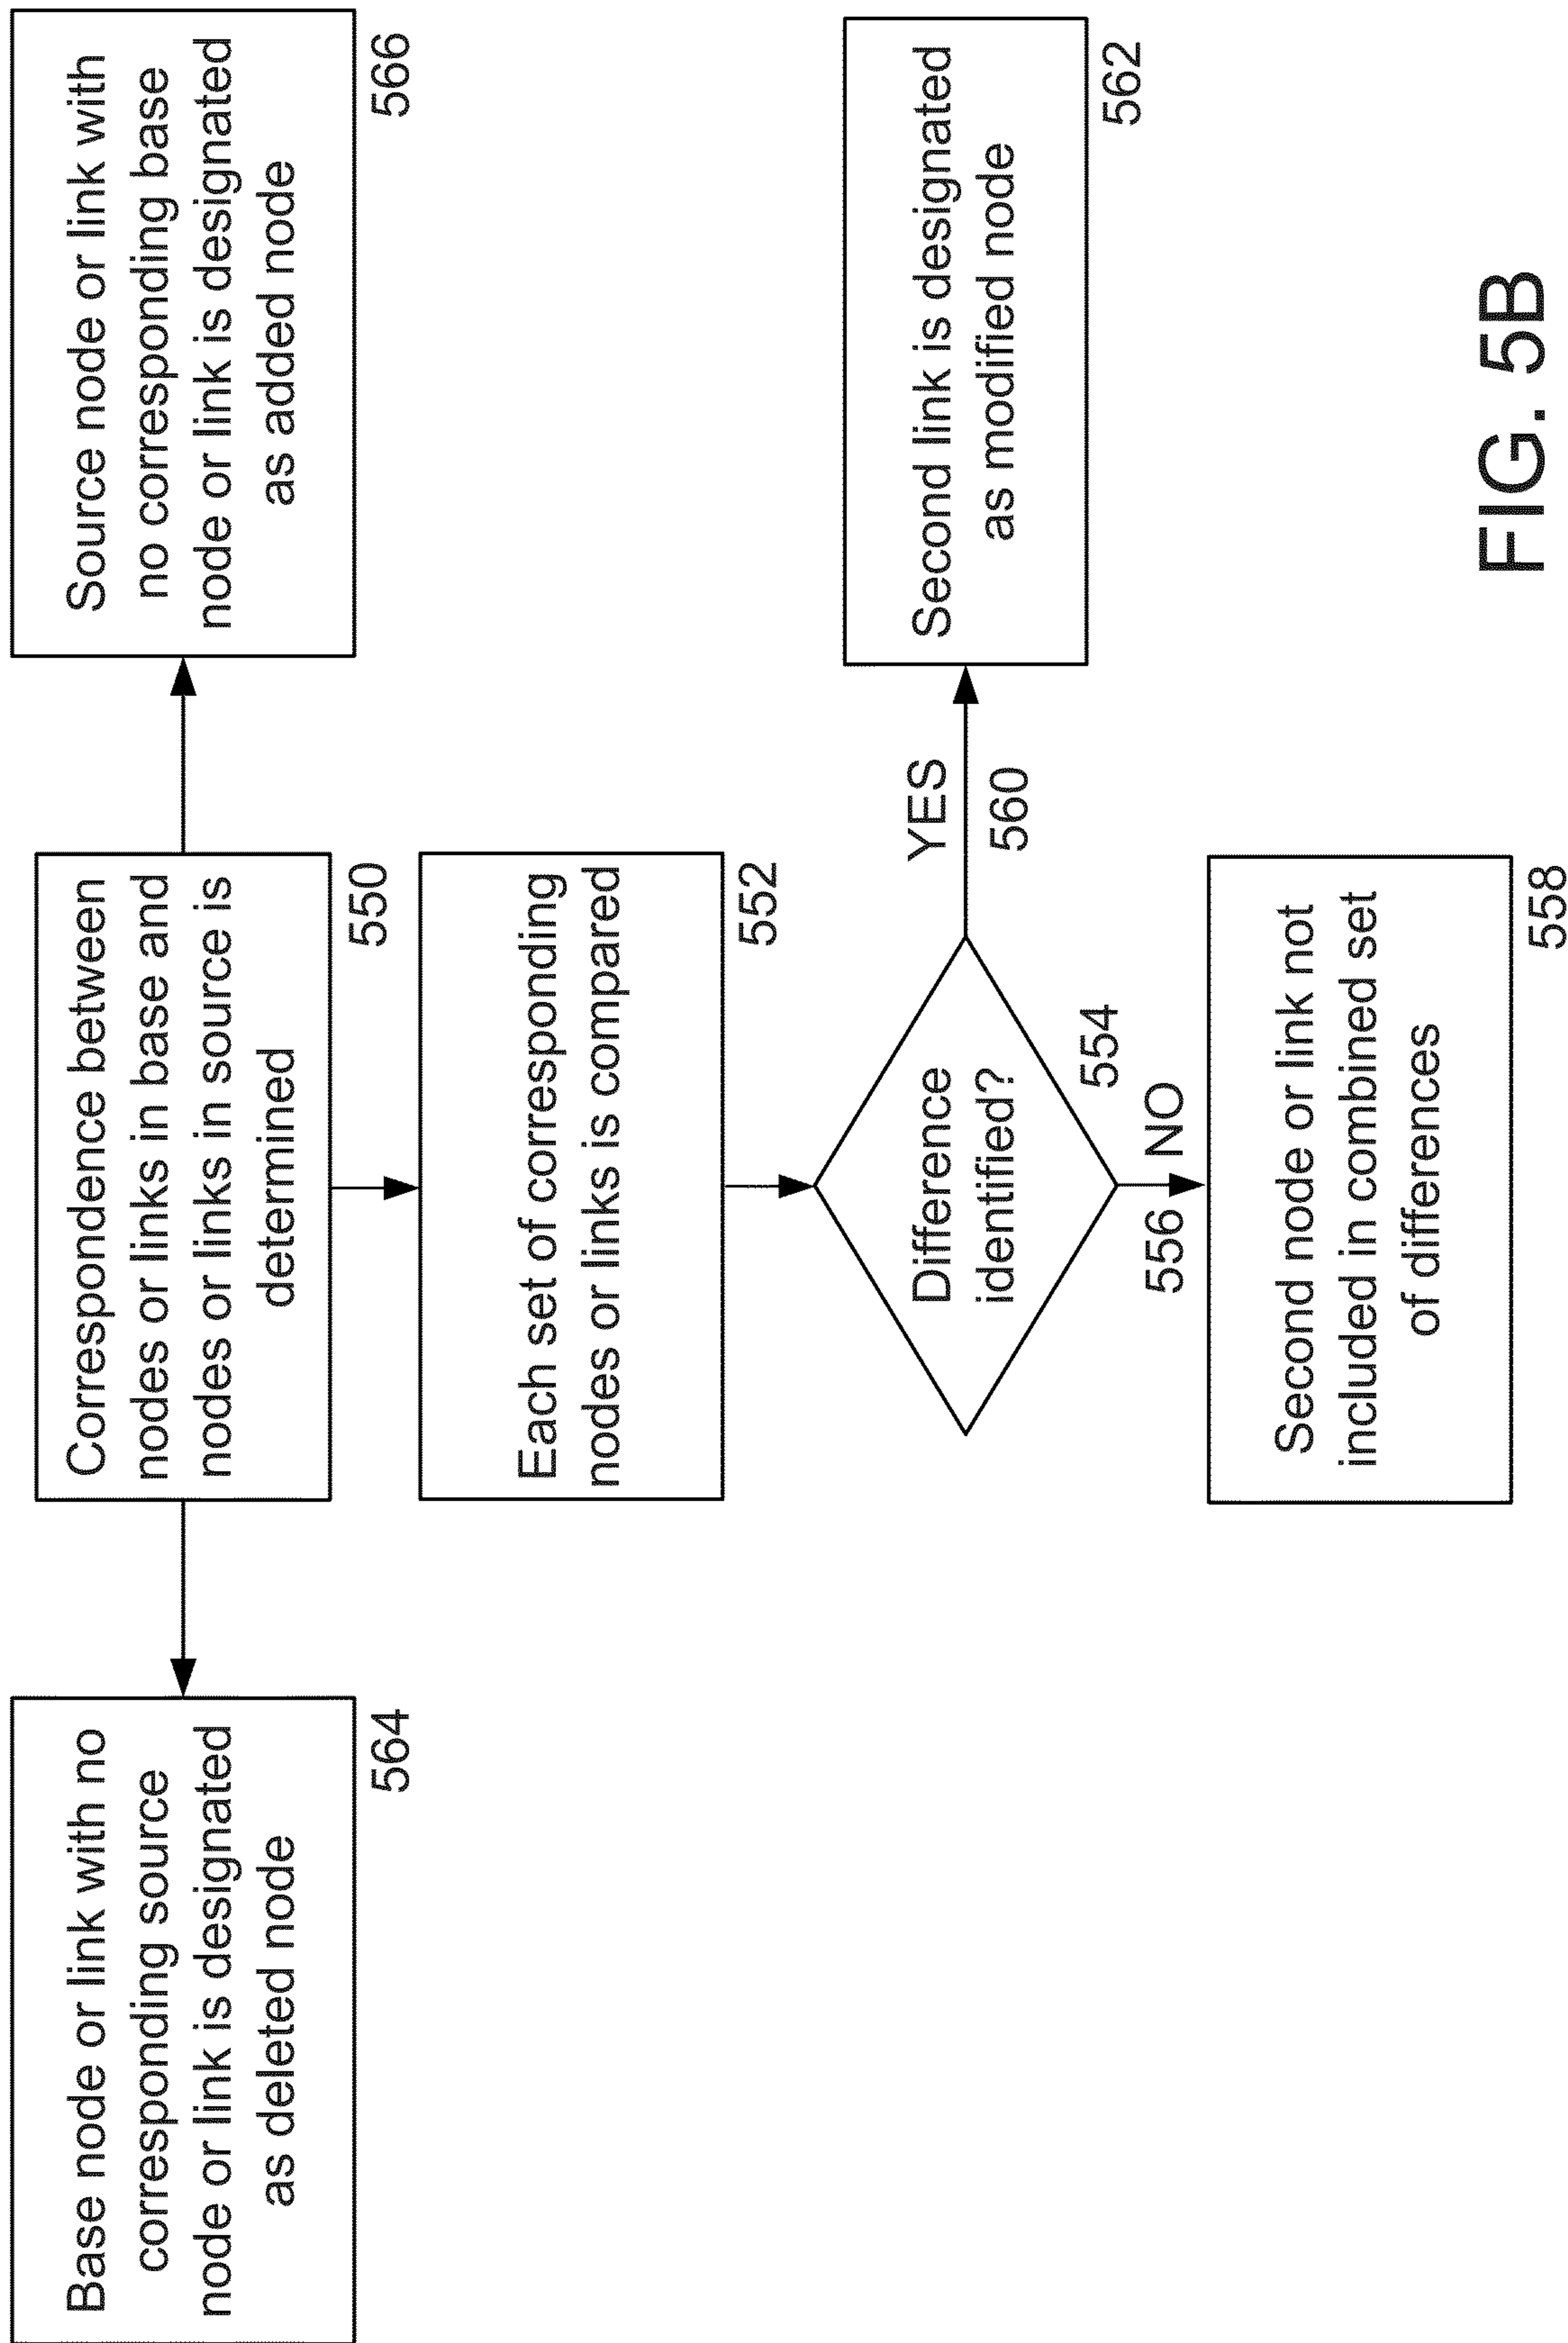 Base node or link with no
corresponding source
node or link is designated
as deleted node
564
Correspondence between
nodes or links in base and
nodes or links in source is
determined
550
Source node or link with
no corresponding base
node or link is designated
as added node
566
Each set of corresponding
nodes or links is compared
552
Difference
identified?
554
YES
560
Second link is designated
as modified node
562
556
NO
Second node or link not
included in combined set
of differences
558
FIG. 5B